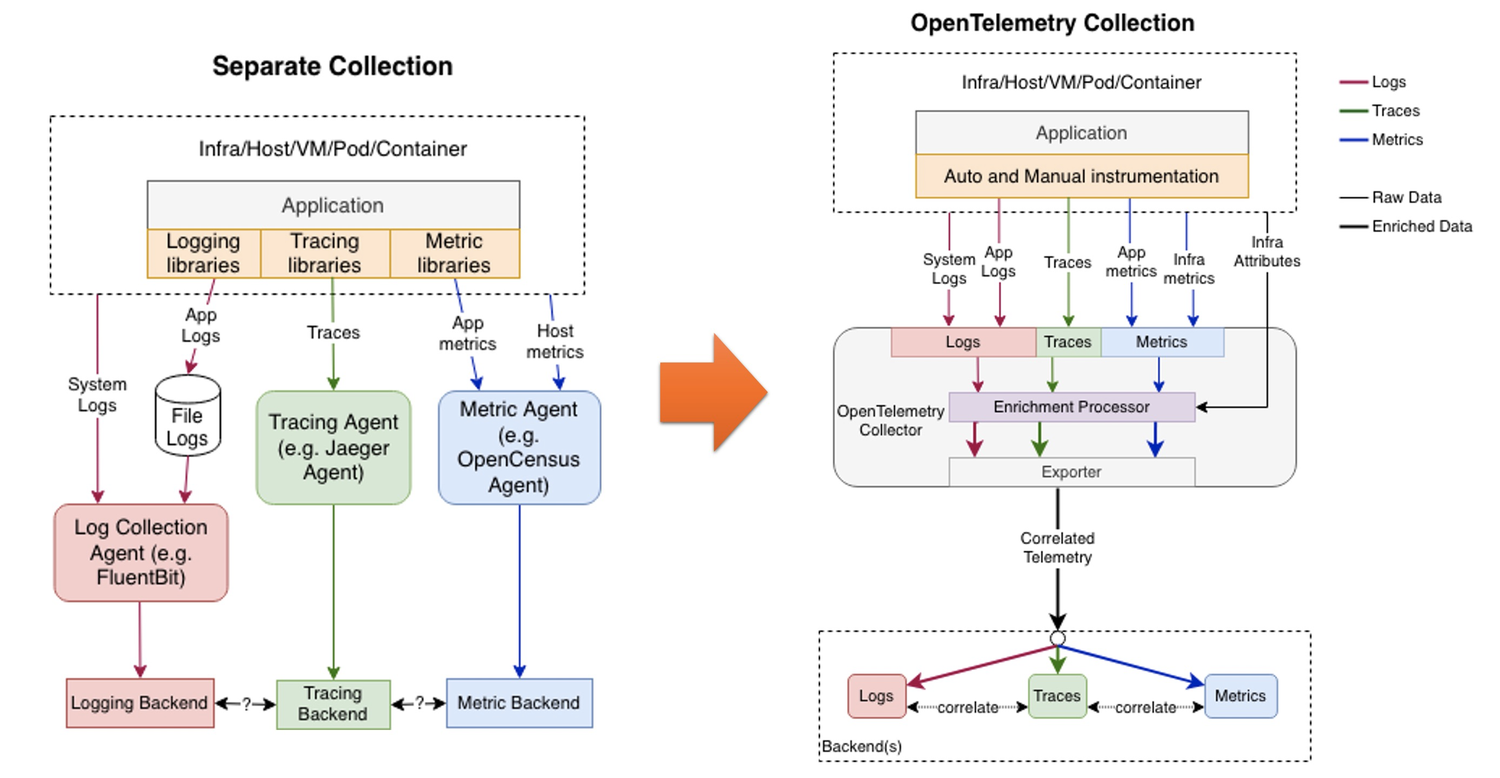 Separate Collection
Infra/Host/VM/Pod/Container
Application
Logging
libraries
Tracing
libraries
Metric
libraries
System
Logs
App
Logs
Traces
App
metrics
Host
metrics
File
Logs
Tracing Agent
(e.g. Jaeger
Agent)
Metric Agent
(e.g.
OpenCensus
Agent)
Log Collection
Agent (e.g.
FluentBit)
Logging Backend
?
Tracing
Backend
?
Metric Backend
OpenTelemetry Collection
Infra/Host/VM/Pod/Container
Application
Auto and Manual instrumentation
System
Logs
App
Logs
Traces
App
metrics
Infra
metrics
Infra
Attributes
Logs
Traces
Metrics
OpenTelemetry
Collector
Enrichment Processor
Exporter
Correlated
Telemetry
Logs
correlate
Traces
correlate
Metrics
Backend(s)
Logs
Traces
Metrics
Raw Data
Enriched Data